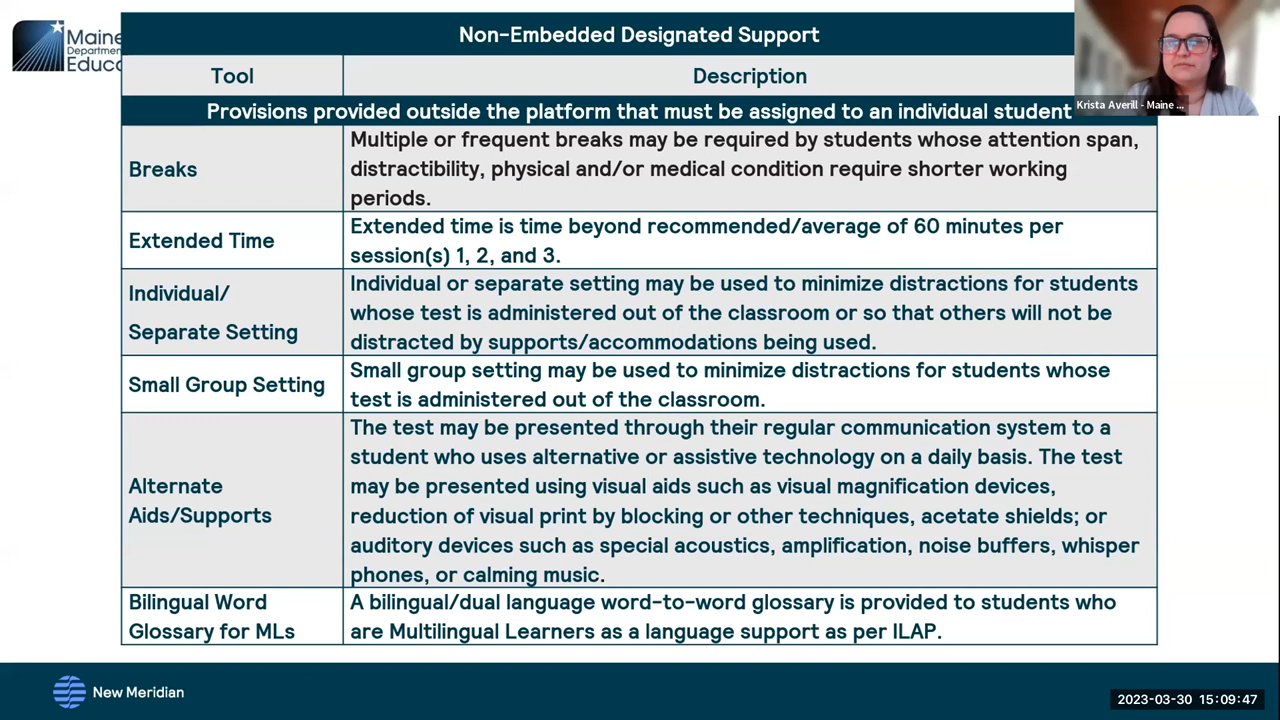 Maine
Department
Educa
Non-Embedded Designated Support
Tool
Description
Provisions provided outside the platform that must be assigned to an individual student
Krista Averill - Maine ...
Breaks
Multiple or frequent breaks may be required by students whose attention span,
distractibility, physical and/or medical condition require shorter working
periods.
Extended Time
Extended time is time beyond recommended/average of 60 minutes per
session(s) 1, 2, and 3.
Individual/
Separate Setting
Individual or separate setting may be used to minimize distractions for students
whose test is administered out of the classroom or so that others will not be
distracted by supports/accommodations being used.
Small Group Setting
Small group setting may be used to minimize distractions for students whose
test is administered out of the classroom.
Alternate
Aids/Supports
The test may be presented through their regular communication system to a
student who uses alternative or assistive technology on a daily basis. The test
may be presented using visual aids such as visual magnification devices,
reduction of visual print by blocking or other techniques, acetate shields; or
auditory devices such as special acoustics, amplification, noise buffers, whisper
phones, or calming music.
Bilingual Word
Glossary for MLs
A bilingual/dual language word-to-word glossary is provided to students who
are Multilingual Learners as a language support as per ILAP.
New Meridian
2023-03-30 15:09:47